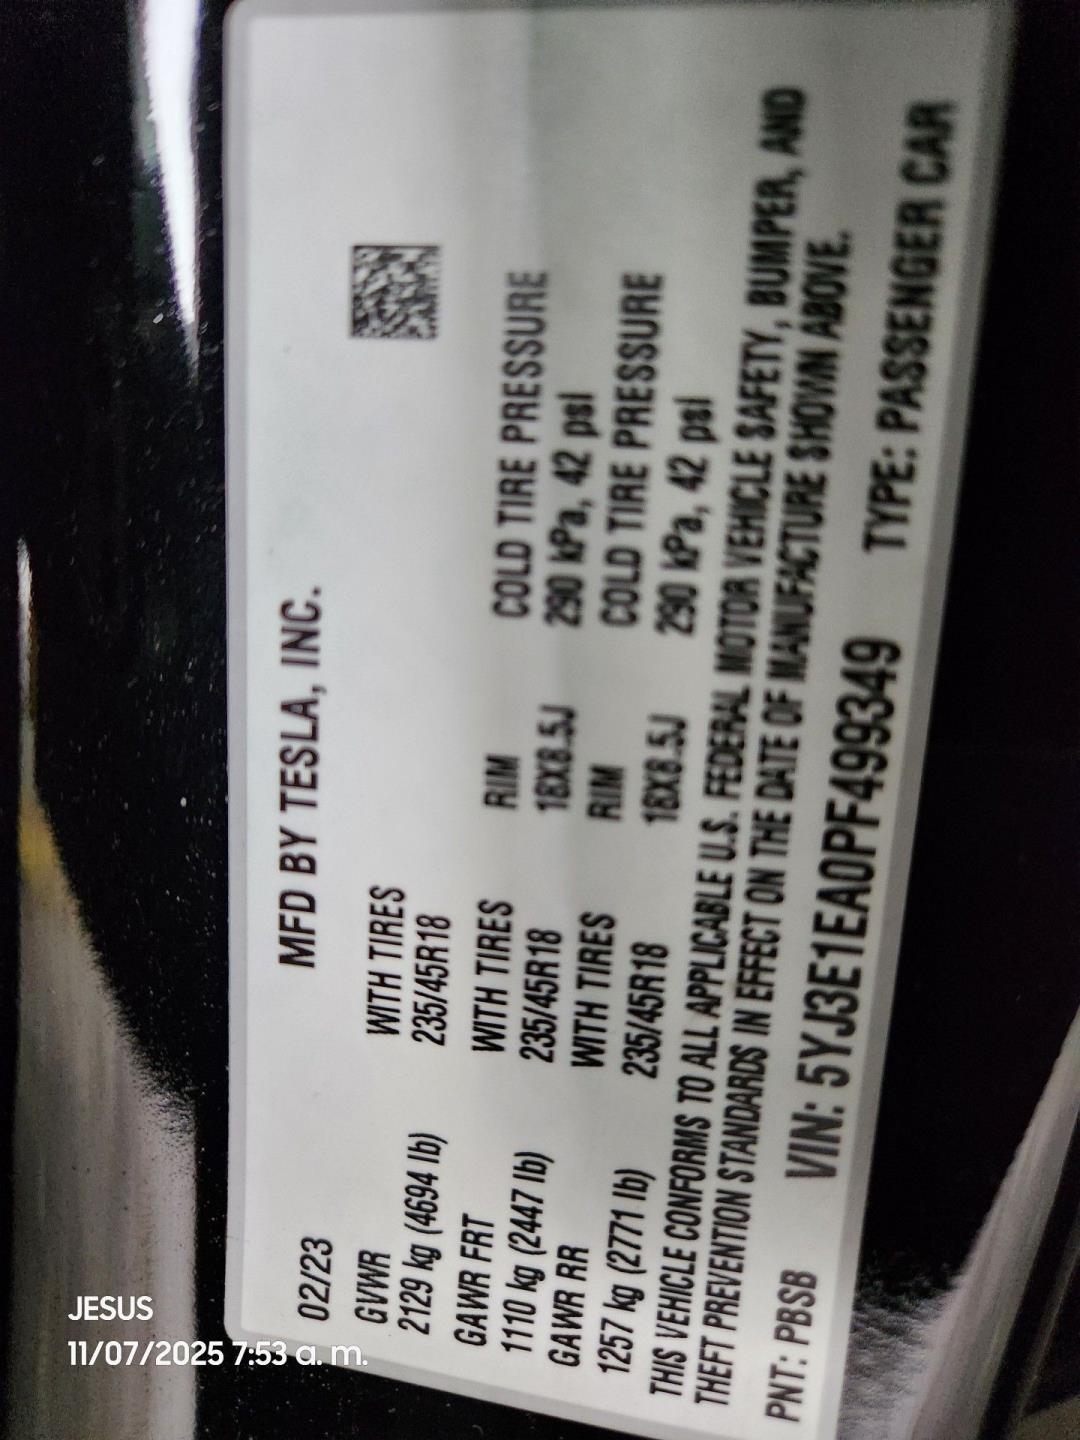 MFD BY TESLA, INC.
02/23
GVWR WITH TIRES
2129 kg (4694 lb) 235/45R18
GAWR FRT WITH TIRES RIM COLD TIRE PRESSURE
1110 kg (2447 lb) 235/45R18 18X8.5J 290 kPa, 42 psi
GAWR RR WITH TIRES RIM COLD TIRE PRESSURE
1257 kg (2771 lb) 235/45R18 18X8.5J 290 kPa, 42 psi
THIS VEHICLE CONFORMS TO ALL APPLICABLE U.S. FEDERAL MOTOR VEHICLE SAFETY, BUMPER, AND
THEFT PREVENTION STANDARDS IN EFFECT ON THE DATE OF MANUFACTURE SHOWN ABOVE.
PNT: PBSB VIN: 5YJ3E1EA0PF499349 TYPE: PASSENGER CAR
JESUS
11/07/2025 7:53 a. m.